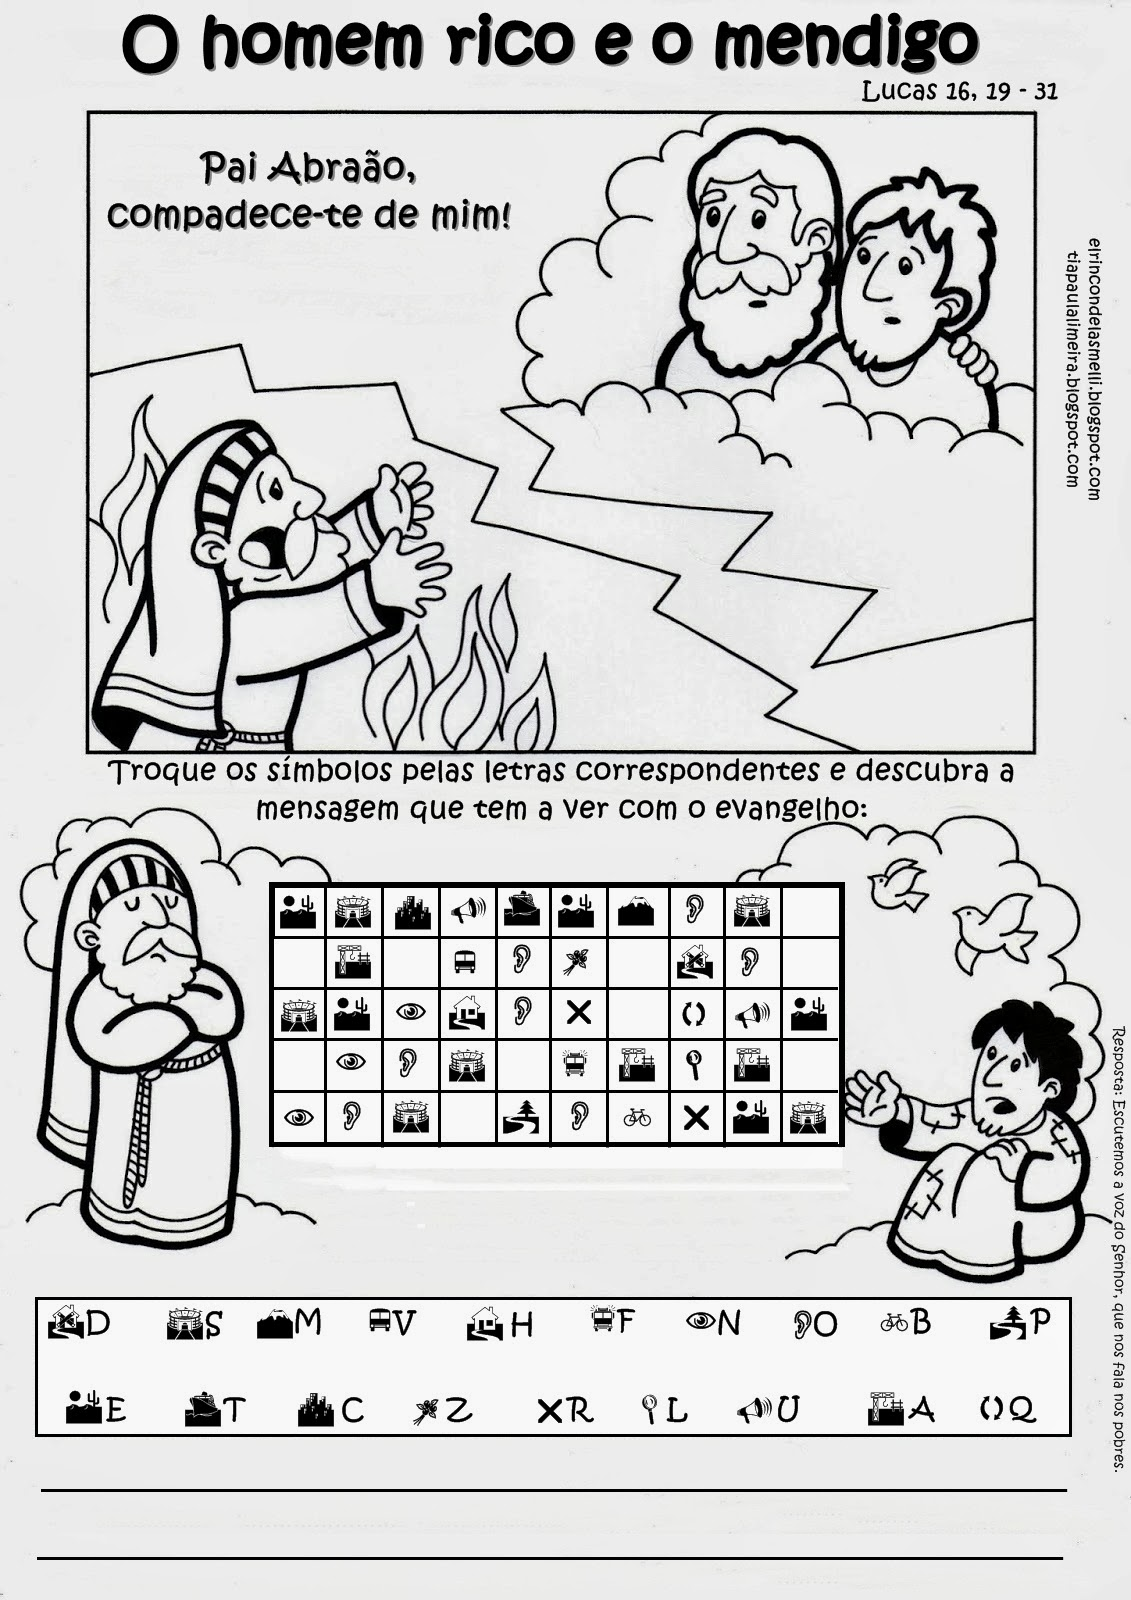 O homem rico e o mendigo
Lucas 16, 19 - 31
Pai Abraão,
compadece-te de mim!
elrincondelasmelli.blogspot.com
tiapaulalimeira.blogspot.com
Troque os símbolos pelas letras correspondentes e descubra a
mensagem que tem a ver com o evangelho:
Resposta: Escutemos a voz do Senhor, que nos fala nos pobres.
D S M V H F N O B P
E T C Z R L U A Q